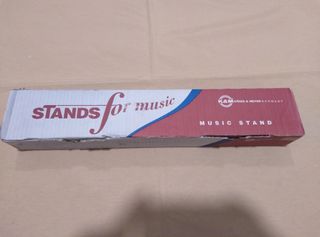 STANDS for music
K&M KÖNIG & MEYER GERMANY
MUSIC STAND